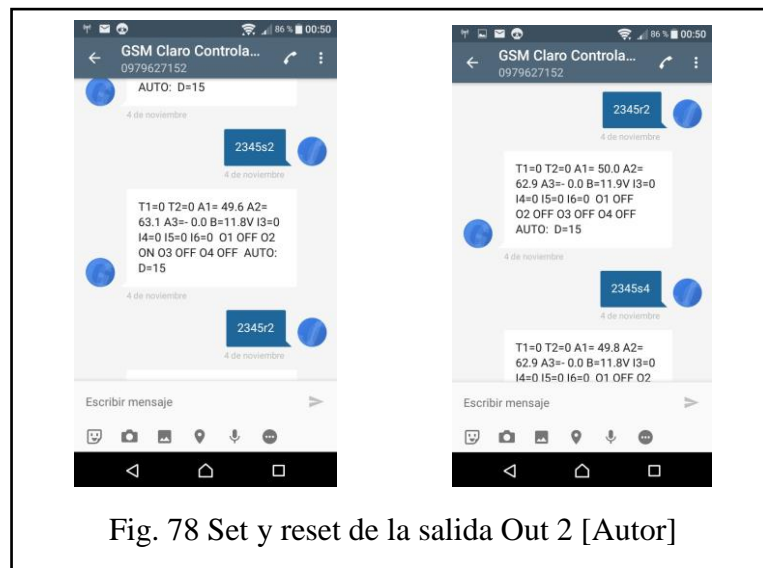 86 % 00:50
GSM Claro Controla...
0979627152
AUTO: D=15
4 de noviembre
2345s2
4 de noviembre
T1=0 T2=0 A1= 49.6 A2=
63.1 A3=- 0.0 B=11.8V I3=0
I4=0 I5=0 I6=0 O1 OFF O2
ON O3 OFF O4 OFF AUTO:
D=15
4 de noviembre
2345r2
4 de noviembre
Escribir mensaje
86 % 00:50
GSM Claro Controla...
0979627152
2345r2
4 de noviembre
T1=0 T2=0 A1= 50.0 A2=
62.9 A3=- 0.0 B=11.9V I3=0
I4=0 I5=0 I6=0 O1 OFF
O2 OFF O3 OFF O4 OFF
AUTO: D=15
4 de noviembre
2345s4
4 de noviembre
T1=0 T2=0 A1= 49.8 A2=
62.9 A3=- 0.0 B=11.8V I3=0
I4=0 I5=0 I6=0 O1 OFF O2
Escribir mensaje
Fig. 78 Set y reset de la salida Out 2 [Autor]